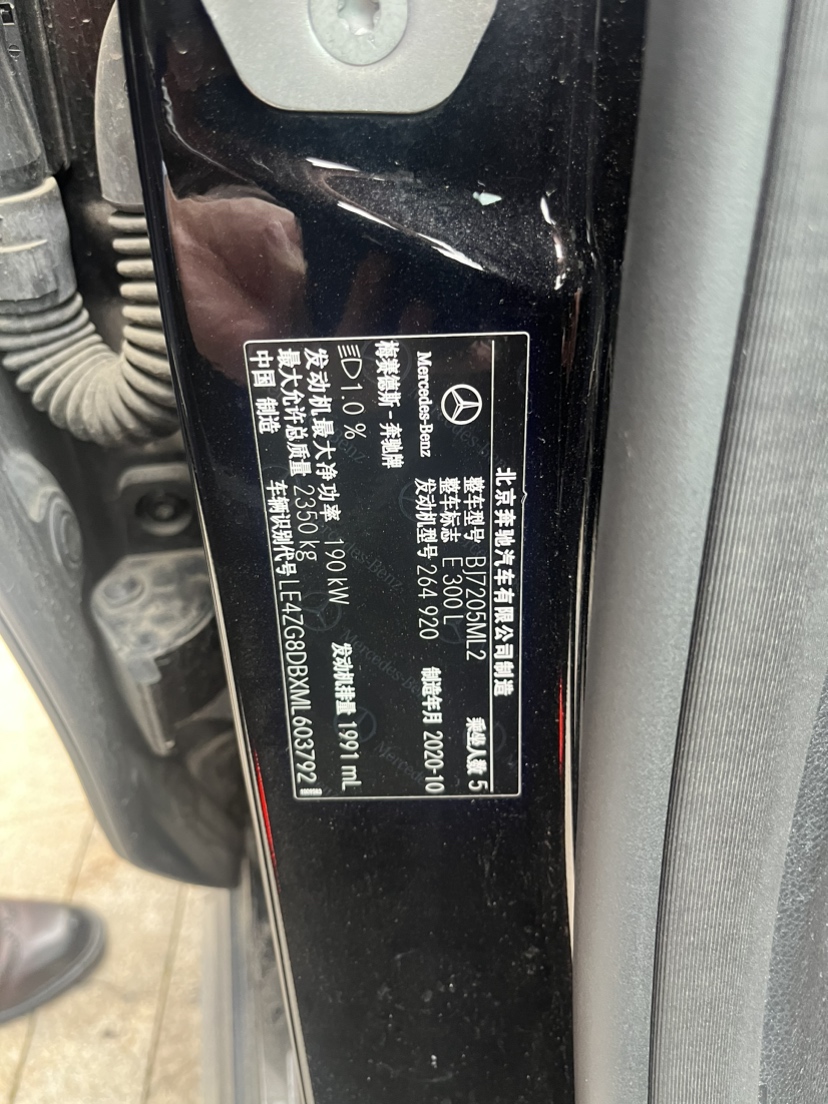 北京奔驰汽车有限公司制造
Mercedes-Benz
整车型号 BJ7205ML2
乘坐人数 5
整车标志 E 300 L
梅赛德斯-奔驰牌
发动机型号 264 920
制造年月 2020-10
1.0 %
发动机最大净功率 190 kW
发动机排量 1991 mL
最大允许总质量 2350 kg
中国 制造
车辆识别代号 LE4ZG8DBXML603792